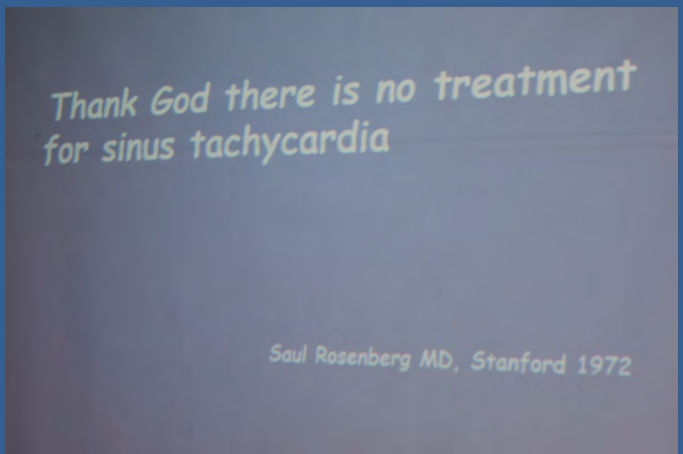 Thank God there is no treatment
for sinus tachycardia
Saul Rosenberg MD, Stanford 1972